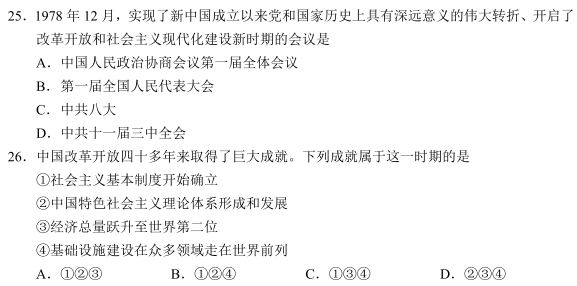 25．1978 年 12 月，实现了新中国成立以来党和国家历史上具有深远意义的伟大转折、开启了
改革开放和社会主义现代化建设新时期的会议是
A．中国人民政治协商会议第一届全体会议
B．第一届全国人民代表大会
C．中共八大
D．中共十一届三中全会
26．中国改革开放四十多年来取得了巨大成就。下列成就属于这一时期的是
①社会主义基本制度开始确立
②中国特色社会主义理论体系形成和发展
③经济总量跃升至世界第二位
④基础设施建设在众多领域走在世界前列
A．①②③ B．①②④ C．①③④ D．②③④